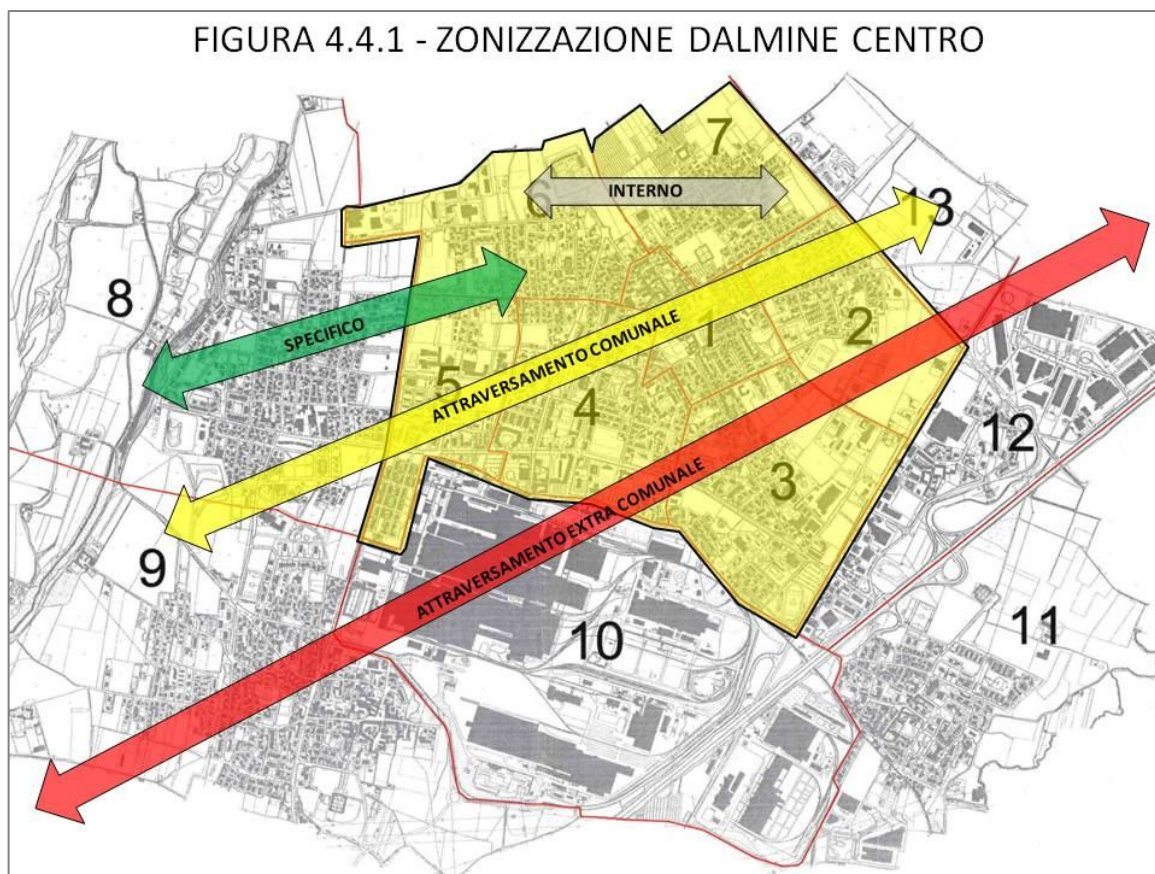 FIGURA 4.4.1 - ZONIZZAZIONE DALMINE CENTRO
7
6
INTERNO
13
8
SPECIFICO
1
2
ATTRAVERSAMENTO COMUNALE
5
4
12
3
ATTRAVERSAMENTO EXTRA COMUNALE
9
10
11